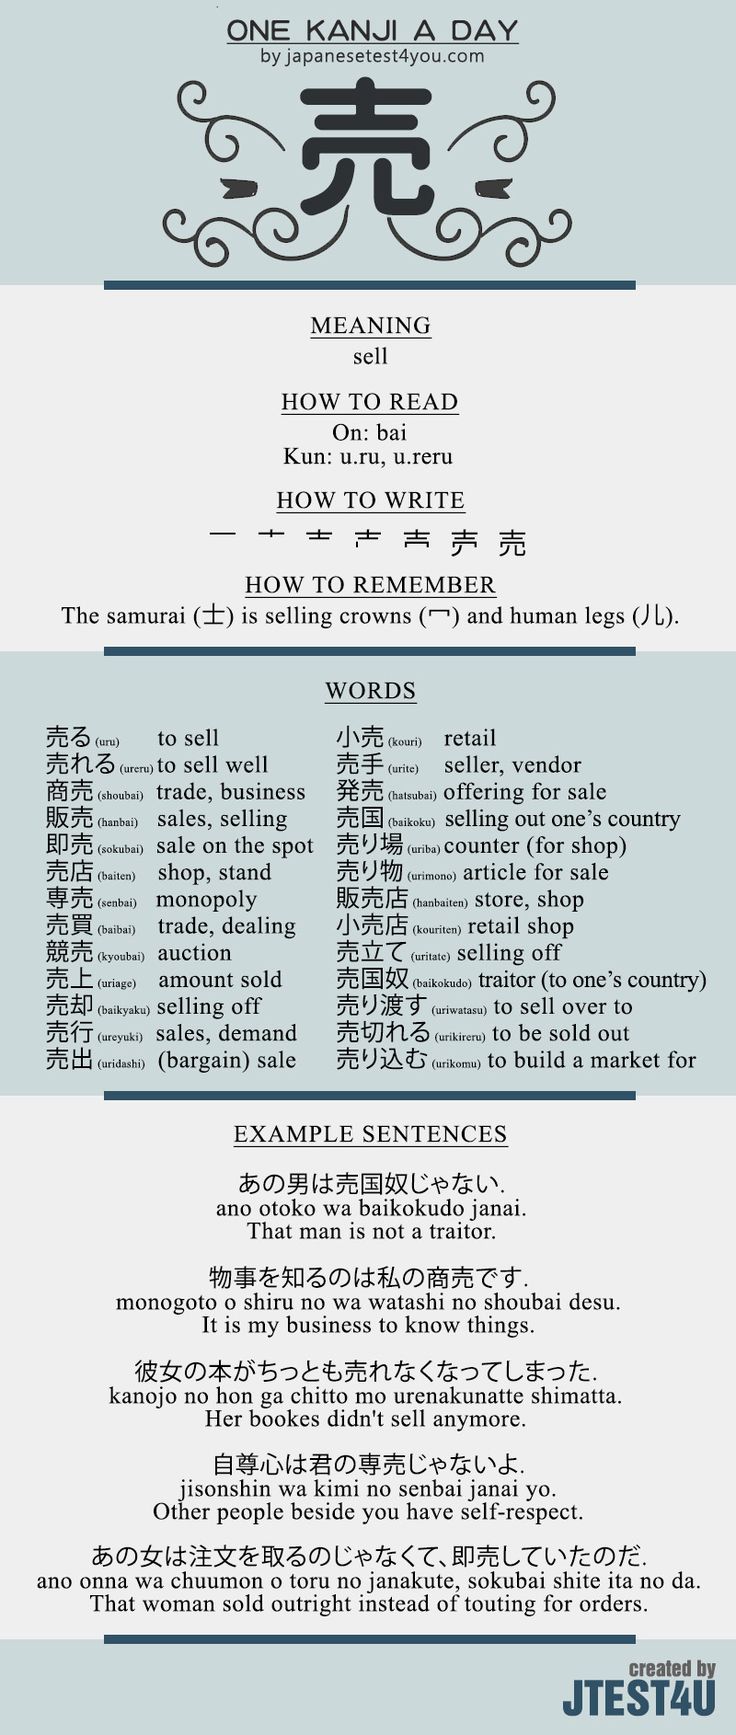 ONE KANJI A DAY
by japanesetest4you.com
売
MEANING
sell
HOW TO READ
On: bai
Kun: u.ru, u.reru
HOW TO WRITE
売
HOW TO REMEMBER
The samurai (士) is selling crowns (冖) and human legs (儿).
WORDS
売る (uru) to sell
売れる (ureru) to sell well
商売 (shoubai) trade, business
販売 (hanbai) sales, selling
即売 (sokubai) sale on the spot
売店 (baiten) shop, stand
専売 (senbai) monopoly
売買 (baibai) trade, dealing
競売 (kyoubai) auction
売上 (uriage) amount sold
売却 (baikyaku) selling off
売行 (ureyuki) sales, demand
売出 (uridashi) (bargain) sale
小売 (kouri) retail
売手 (urite) seller, vendor
発売 (hatsubai) offering for sale
売国 (baikoku) selling out one's country
売り場 (uriba) counter (for shop)
売り物 (urimono) article for sale
販売店 (hanbaiten) store, shop
小売店 (kouriten) retail shop
売立て (uritate) selling off
売国奴 (baikokudo) traitor (to one's country)
売り渡す (uriwatasu) to sell over to
売切れる (urikireru) to be sold out
売り込む (urikomu) to build a market for
EXAMPLE SENTENCES
あの男は売国奴じゃない.
ano otoko wa baikokudo janai.
That man is not a traitor.
物事を知るのは私の商売です.
monogoto o shiru no wa watashi no shoubai desu.
It is my business to know things.
彼女の本がちっとも売れなくなってしまった.
kanojo no hon ga chitto mo urenakunatte shimatta.
Her bookes didn't sell anymore.
自尊心は君の専売じゃないよ.
jisonshin wa kimi no senbai janai yo.
Other people beside you have self-respect.
あの女は注文を取るのじゃなくて、即売していたのだ.
ano onna wa chuumon o toru no janakute, sokubai shite ita no da.
That woman sold outright instead of touting for orders.
created by
JTEST4U